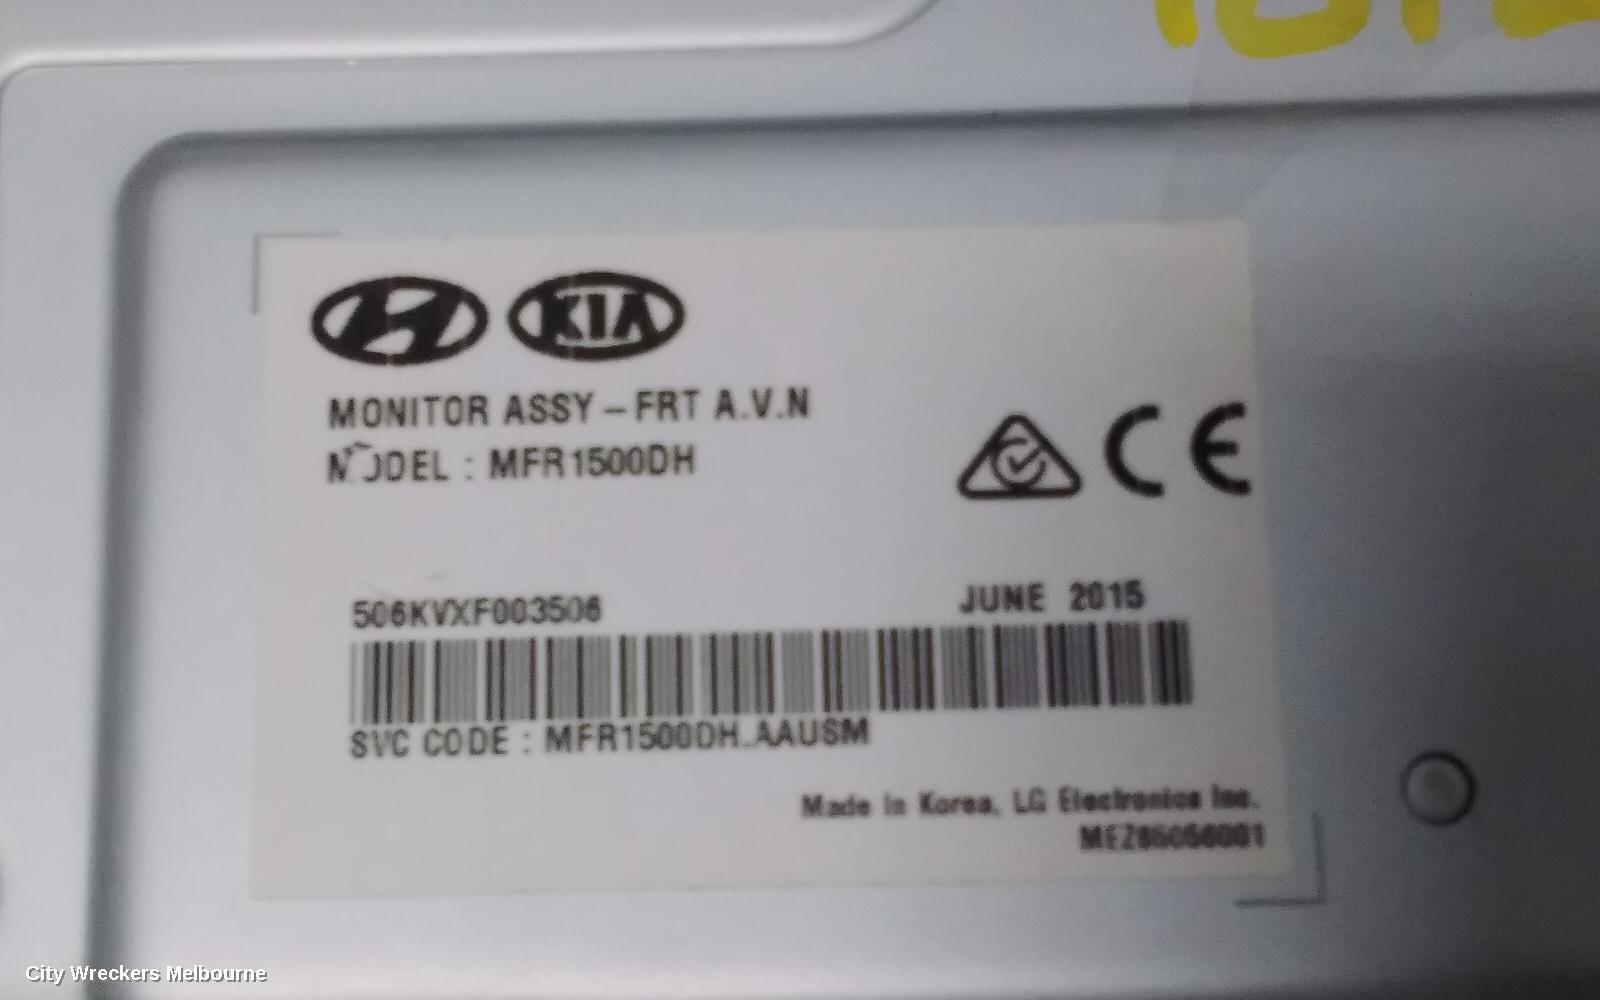 KIA
MONITOR ASSY – FRT A.V.N
MODEL : MFR1500DH
CE
506KVXF003506
JUNE 2015
SVC CODE : MFR1500DH.AAUSM
Made in Korea, LG Electronics Inc.
City Wreckers Melbourne